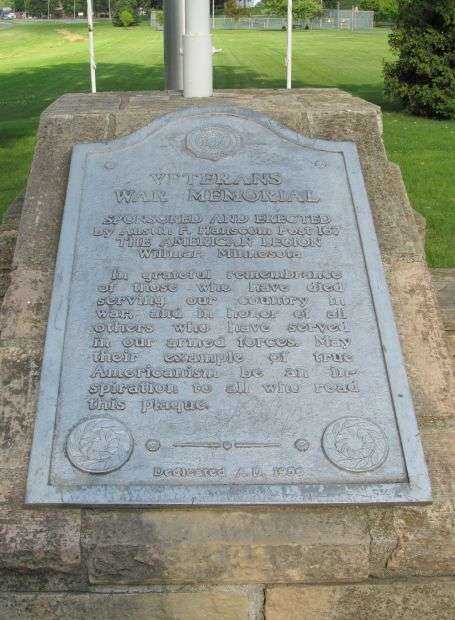 VETERANS
WAR MEMORIAL
SPONSORED AND ERECTED
By Austin F. Hanscom Post 167
THE AMERICAN LEGION
Willmar, Minnesota
In grateful remembrance
of those who have died
serving our country in
war, and in honor of all
others who have served
in our armed forces. May
their example of true
Americanism be an in-
spiration to all who read
this plaque.
Dedicated A.D.